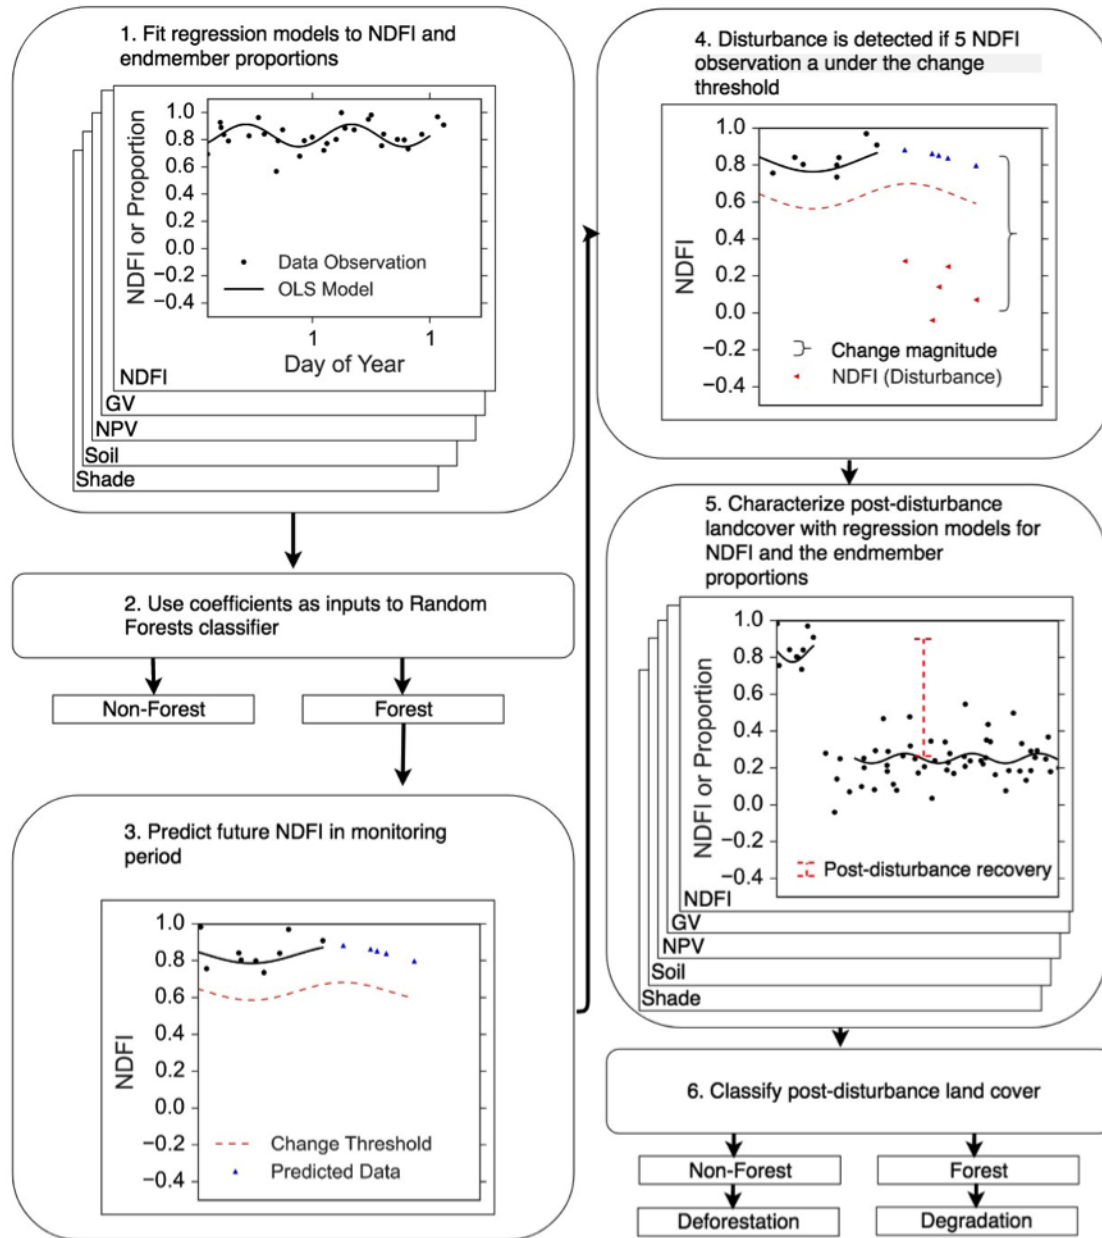 1. Fit regression models to NDFI and
endmember proportions
1.0
0.8
0.6
0.4
0.2
0.0
−0.2
−0.4
NDFI or Proportion
Data Observation
OLS Model
1
1
Day of Year
NDFI
GV
NPV
Soil
Shade
2. Use coefficients as inputs to Random
Forests classifier
Non-Forest
Forest
3. Predict future NDFI in monitoring
period
1.0
0.8
0.6
0.4
0.2
0.0
−0.2
−0.4
NDFI
Change Threshold
Predicted Data
4. Disturbance is detected if 5 NDFI
observation a under the change
threshold
1.0
0.8
0.6
0.4
0.2
0.0
−0.2
−0.4
NDFI
Change magnitude
NDFI (Disturbance)
5. Characterize post-disturbance
landcover with regression models for
NDFI and the endmember
proportions
1.0
0.8
0.6
0.4
0.2
0.0
−0.2
−0.4
NDFI or Proportion
Post-disturbance recovery
NDFI
GV
NPV
Soil
Shade
6. Classify post-disturbance land cover
Non-Forest
Forest
Deforestation
Degradation